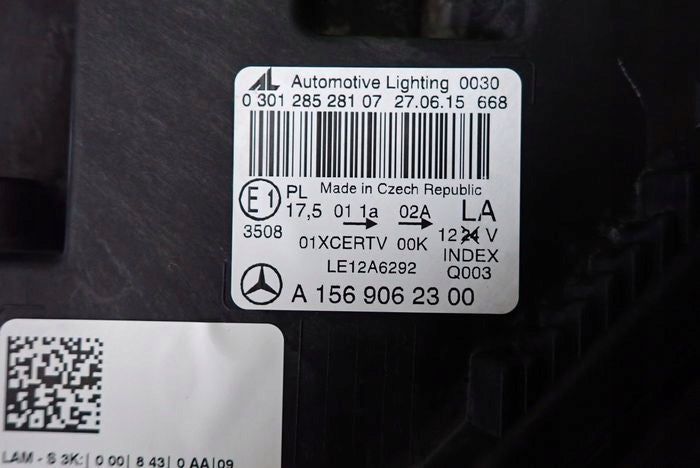 AL Automotive Lighting 0030
0 301 285 281 07 27.06.15 668
Made in Czech Republic
E1 PL
17,5 01 1a 02A LA
3508
12 24 V
01XCERTV 00K
INDEX
LE12A6292 Q003
A 156 906 23 00
LAM - S 3K:| 0 00| 8 43| 0 AA|09